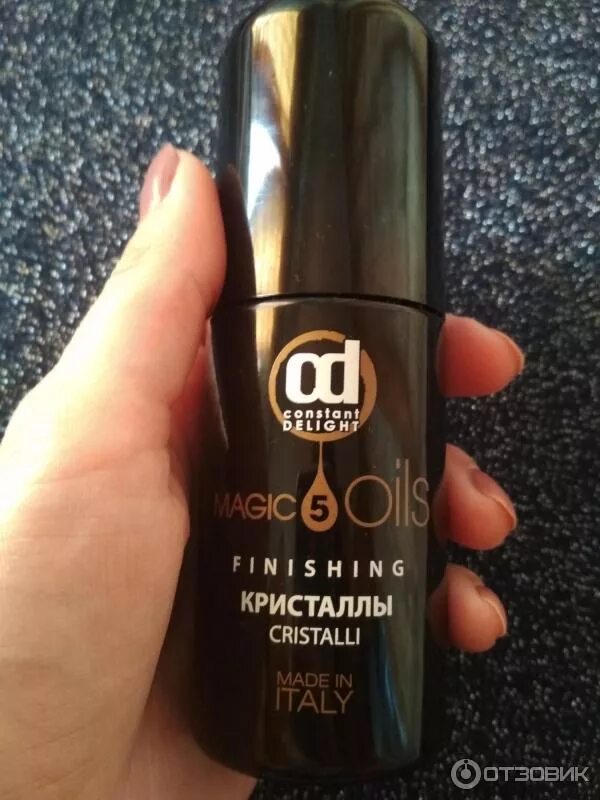 cd
constant
DELIGHT
MAGIC 5 oils
FINISHING
КРИСТАЛЛЫ
CRISTALLI
MADE IN
ITALY
ОТЗОВИК